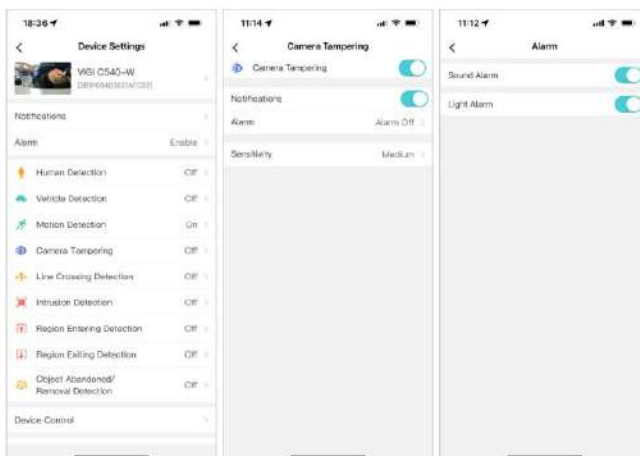 18:36
Device Settings
VIGI C540-W
Notifications
Alarm
Enable
Human Detection
Off
Vehicle Detection
Off
Motion Detection
On
Camera Tampering
Off
Line Crossing Detection
Off
Intrusion Detection
Off
Region Entering Detection
Off
Region Exiting Detection
Off
Object Abandoned/
Removal Detection
Off
Device Control
11:14
Camera Tampering
Camera Tampering
Notifications
Alarm
Alarm Off
Sensitivity
Medium
11:12
Alarm
Sound Alarm
Light Alarm